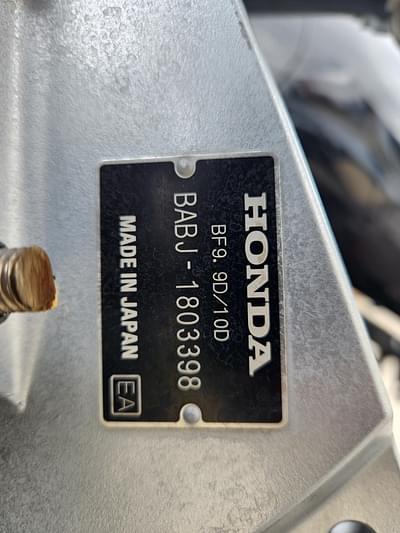 HONDA
BF9.9D/10D
BABJ-1803398
MADE IN JAPAN EA